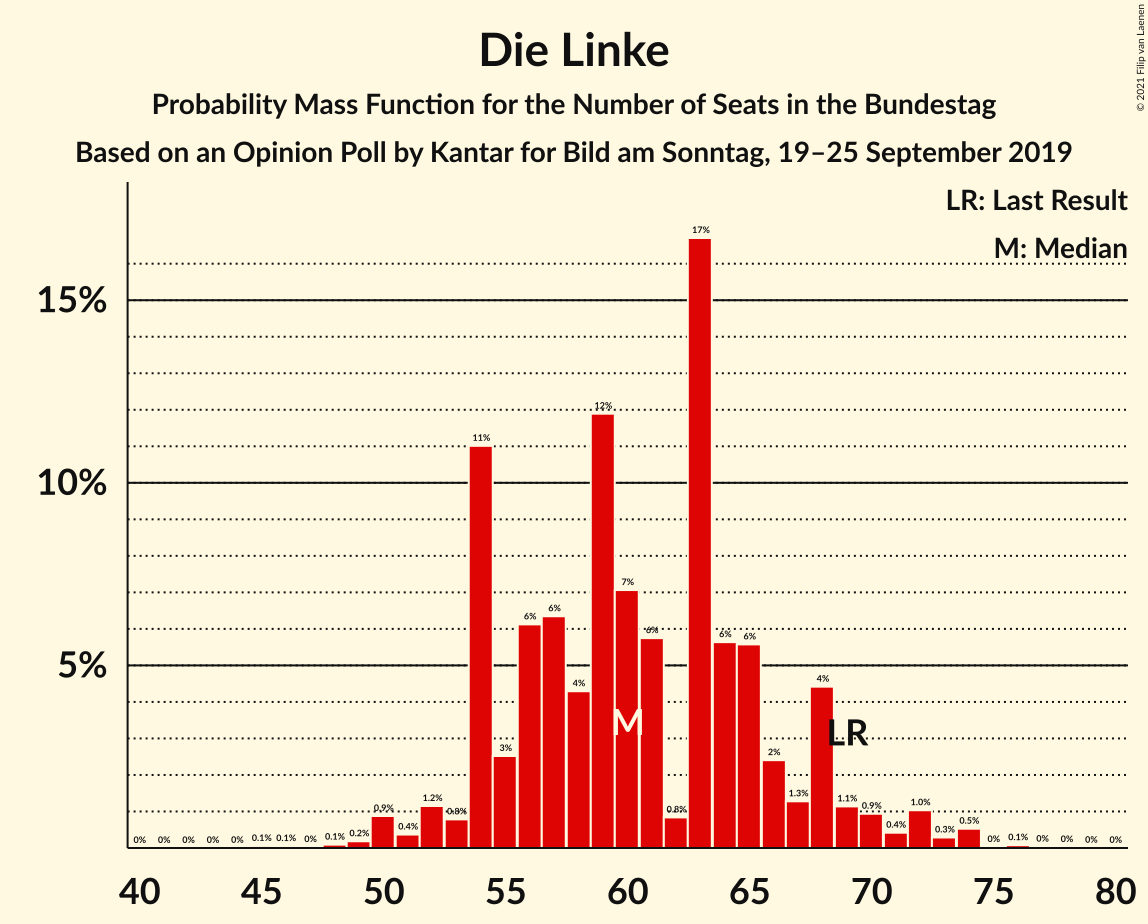 Die Linke
Probability Mass Function for the Number of Seats in the Bundestag
Based on an Opinion Poll by Kantar for Bild am Sonntag, 19–25 September 2019
© 2021 Filip van Laenen
LR: Last Result
M: Median
15%
10%
5%
0% 0% 0% 0% 0% 0.1% 0.1% 0% 0.1% 0.2% 0.9% 0.4% 1.2% 0.8% 11% 3% 6% 6% 4% 12% 7% 6% 0.8% 17% 6% 6% 2% 1.3% 4% 1.1% 0.9% 0.4% 1.0% 0.3% 0.5% 0% 0.1% 0% 0% 0% 0%
M
LR
40 45 50 55 60 65 70 75 80